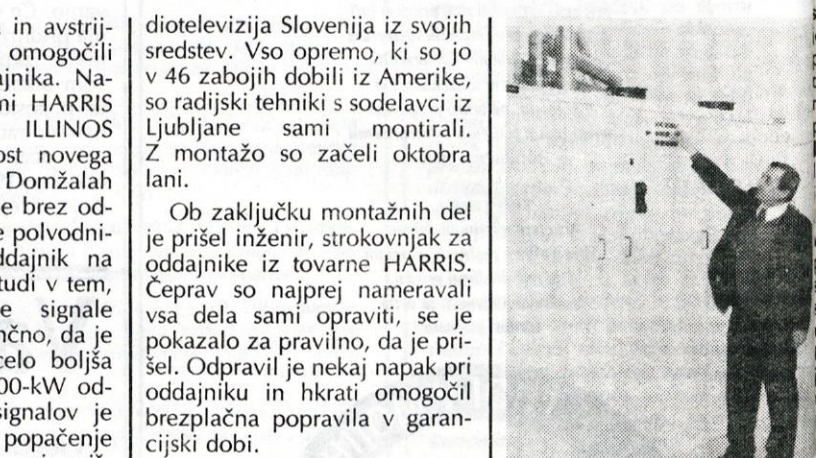 in avstrij-
omogočili
ajnika. Na-
mi HARRIS
ILLINOS
ost novega
Domžalah
e brez od-
e polvodni-
ddajnik na
tudi v tem,
e signale
nčno, da je
celo boljša
00-kW od-
signalov je
popačenje
diotelevizija Slovenija iz svojih
sredstev. Vso opremo, ki so jo
v 46 zabojih dobili iz Amerike,
so radijski tehniki s sodelavci iz
Ljubljane sami montirali.
Z montažo so začeli oktobra
lani.
Ob zaključku montažnih del
je prišel inženir, strokovnjak za
oddajnike iz tovarne HARRIS.
Čeprav so najprej nameravali
vsa dela sami opraviti, se je
pokazalo za pravilno, da je pri-
šel. Odpravil je nekaj napak pri
oddajniku in hkrati omogočil
brezplačna popravila v garan-
cijski dobi.